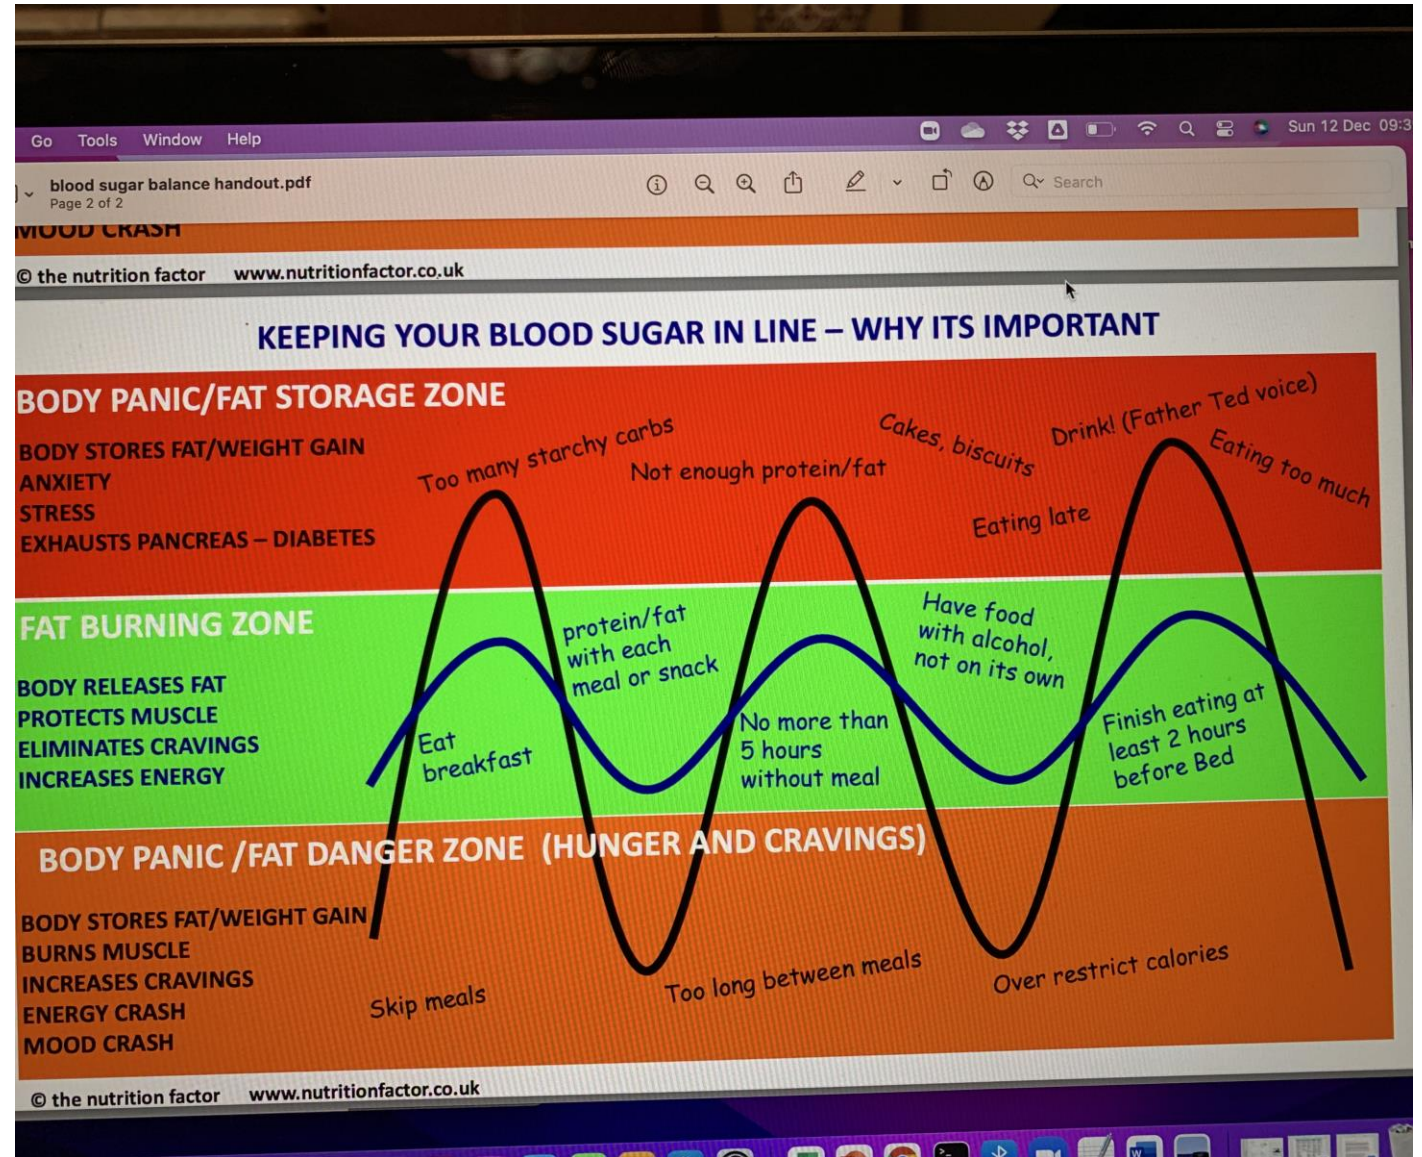 Go Tools Window Help
Sun 12 Dec 09:3
blood sugar balance handout.pdf
Page 2 of 2
Search
MOOD CRASH
© the nutrition factor www.nutritionfactor.co.uk
KEEPING YOUR BLOOD SUGAR IN LINE – WHY ITS IMPORTANT
BODY PANIC/FAT STORAGE ZONE
BODY STORES FAT/WEIGHT GAIN
ANXIETY
STRESS
EXHAUSTS PANCREAS – DIABETES
Too many starchy carbs
Not enough protein/fat
Cakes, biscuits
Drink! (Father Ted voice)
Eating too much
Eating late
FAT BURNING ZONE
BODY RELEASES FAT
PROTECTS MUSCLE
ELIMINATES CRAVINGS
INCREASES ENERGY
Eat
breakfast
protein/fat
with each
meal or snack
No more than
5 hours
without meal
Have food
with alcohol,
not on its own
Finish eating at
least 2 hours
before Bed
BODY PANIC /FAT DANGER ZONE (HUNGER AND CRAVINGS)
BODY STORES FAT/WEIGHT GAIN
BURNS MUSCLE
INCREASES CRAVINGS
ENERGY CRASH
MOOD CRASH
Skip meals
Too long between meals
Over restrict calories
© the nutrition factor www.nutritionfactor.co.uk
W